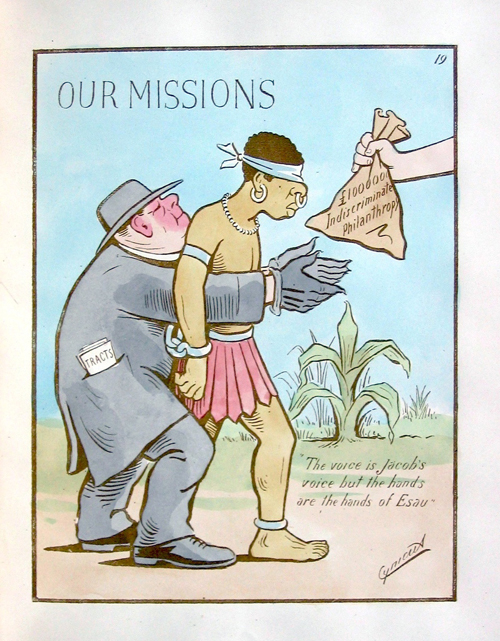 19
OUR MISSIONS
£100000
Indiscriminate
Philanthropy
TRACTS
"The voice is Jacob's
voice but the hands
are the hands of Esau"